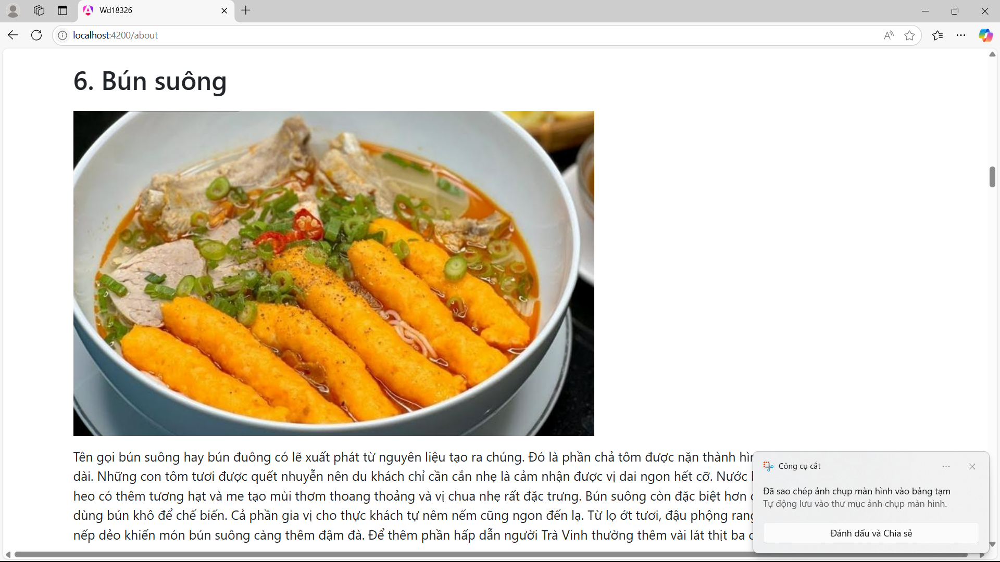 Wd18326
localhost:4200/about
6. Bún suông
Tên gọi bún suông hay bún đuông có lẽ xuất phát từ nguyên liệu tạo ra chúng. Đó là phần chả tôm được nặn thành
dài. Những con tôm tươi được quết nhuyễn nên du khách chỉ cần cắn nhẹ là cảm nhận được vị dai ngon hết cỡ. Nước
heo có thêm tương hạt và me tạo mùi thơm thoang thoảng và vị chua nhẹ rất đặc trưng. Bún suông còn đặc biệt hơn
dùng bún khô để chế biến. Cả phần gia vị cho thực khách tự nêm nếm cũng ngon đến lạ. Từ lọ ớt tươi, đậu phộng rang
nếp dẻo khiến món bún suông càng thêm đậm đà. Để thêm phần hấp dẫn người Trà Vinh thường thêm vài lát thịt ba
Công cụ cắt
Đã sao chép ảnh chụp màn hình vào bảng tạm
Tự động lưu vào thư mục ảnh chụp màn hình.
Đánh dấu và Chia sẻ